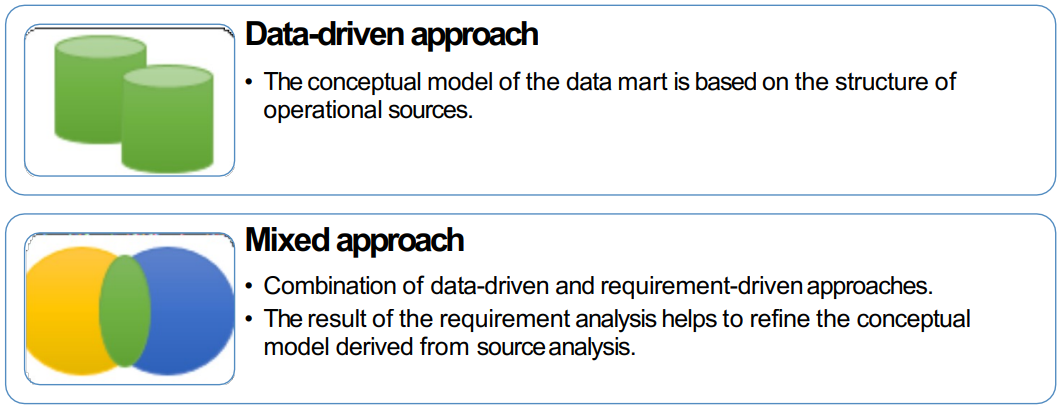 Data-driven approach
• The conceptual model of the data mart is based on the structure of
operational sources.
Mixed approach
• Combination of data-driven and requirement-driven approaches.
• The result of the requirement analysis helps to refine the conceptual
model derived from source analysis.